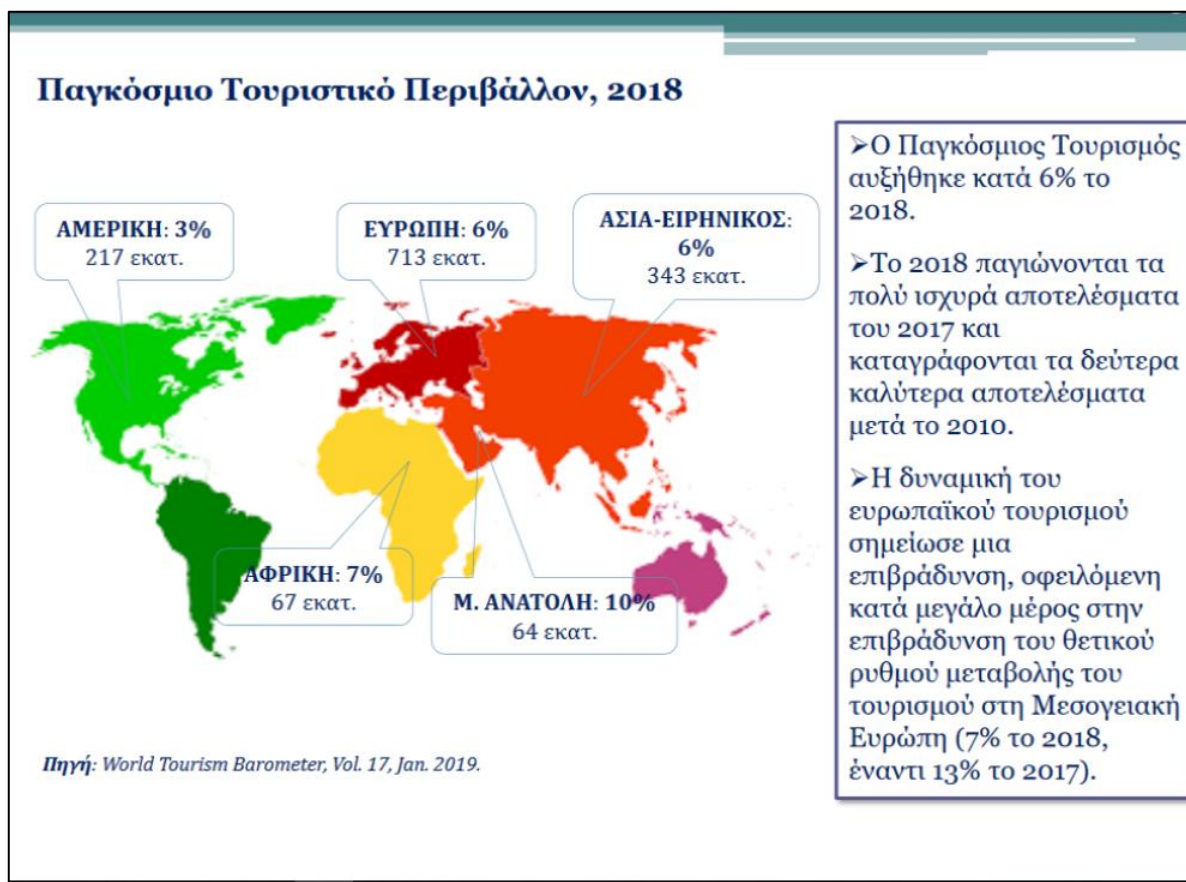 Παγκόσμιο Τουριστικό Περιβάλλον, 2018
ΑΜΕΡΙΚΗ: 3%
217 εκατ.
ΕΥΡΩΠΗ: 6%
713 εκατ.
ΑΣΙΑ-ΕΙΡΗΝΙΚΟΣ:
6%
343 εκατ.
ΑΦΡΙΚΗ: 7%
67 εκατ.
Μ. ΑΝΑΤΟΛΗ: 10%
64 εκατ.
Πηγή: World Tourism Barometer, Vol. 17, Jan. 2019.
➢Ο Παγκόσμιος Τουρισμός
αυξήθηκε κατά 6% το
2018.
➢Το 2018 παγιώνονται τα
πολύ ισχυρά αποτελέσματα
του 2017 και
καταγράφονται τα δεύτερα
καλύτερα αποτελέσματα
μετά το 2010.
➢Η δυναμική του
ευρωπαϊκού τουρισμού
σημείωσε μια
επιβράδυνση, οφειλόμενη
κατά μεγάλο μέρος στην
επιβράδυνση του θετικού
ρυθμού μεταβολής του
τουρισμού στη Μεσογειακή
Ευρώπη (7% το 2018,
έναντι 13% το 2017).